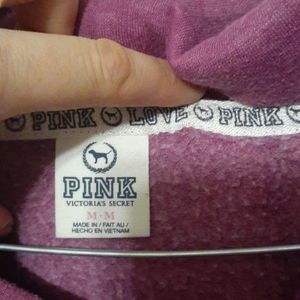 PINK LOVE PINK
PINK
VICTORIA'S SECRET
M·M
MADE IN / FAIT AU /
HECHO EN VIETNAM